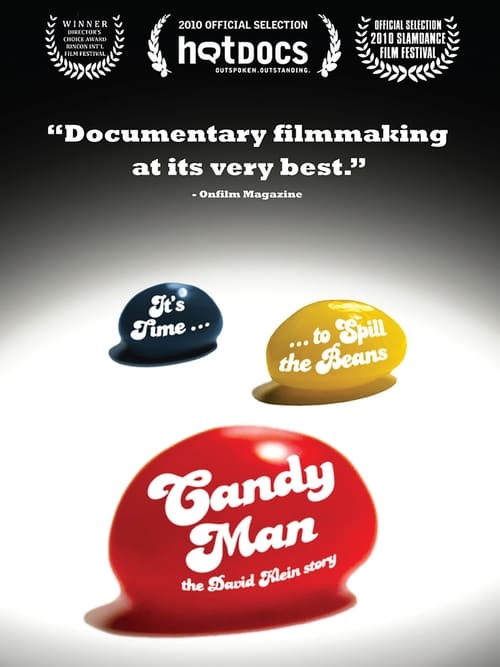 WINNER
DIRECTOR'S
CHOICE AWARD
RINCON INT'L
FILM FESTIVAL
2010 OFFICIAL SELECTION
hotDOCS
OUTSPOKEN.OUTSTANDING.
OFFICIAL SELECTION
2010 SLAMDANCE
FILM FESTIVAL
“Documentary filmmaking
at its very best.”
- Onfilm Magazine
It's
Time ...
... to Spill
the Beans
Candy
Man
the David Klein story